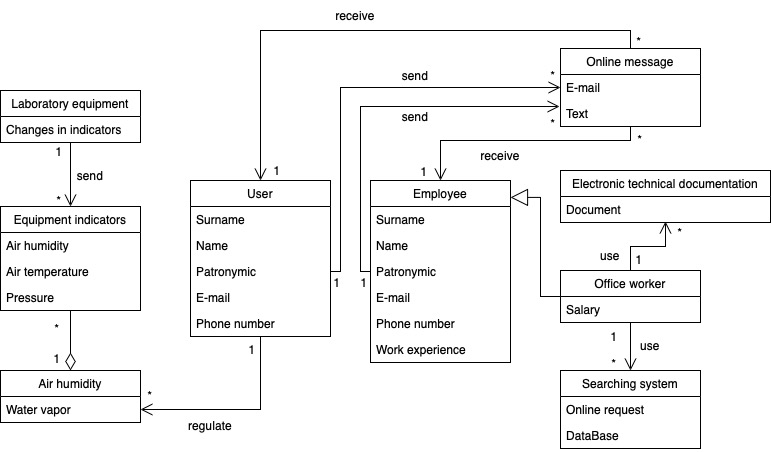 receive
*
Online message
E-mail
Text
send
*
send
*
*
Laboratory equipment
Changes in indicators
1
send
*
receive
1
1
User
Surname
Name
Patronymic
E-mail
Phone number
1
1
Employee
Surname
Name
Patronymic
E-mail
Phone number
Work experience
1
Electronic technical documentation
Document
*
use
1
Office worker
Salary
1
use
*
Searching system
Online request
DataBase
Equipment indicators
Air humidity
Air temperature
Pressure
*
1
Air humidity
Water vapor
*
regulate